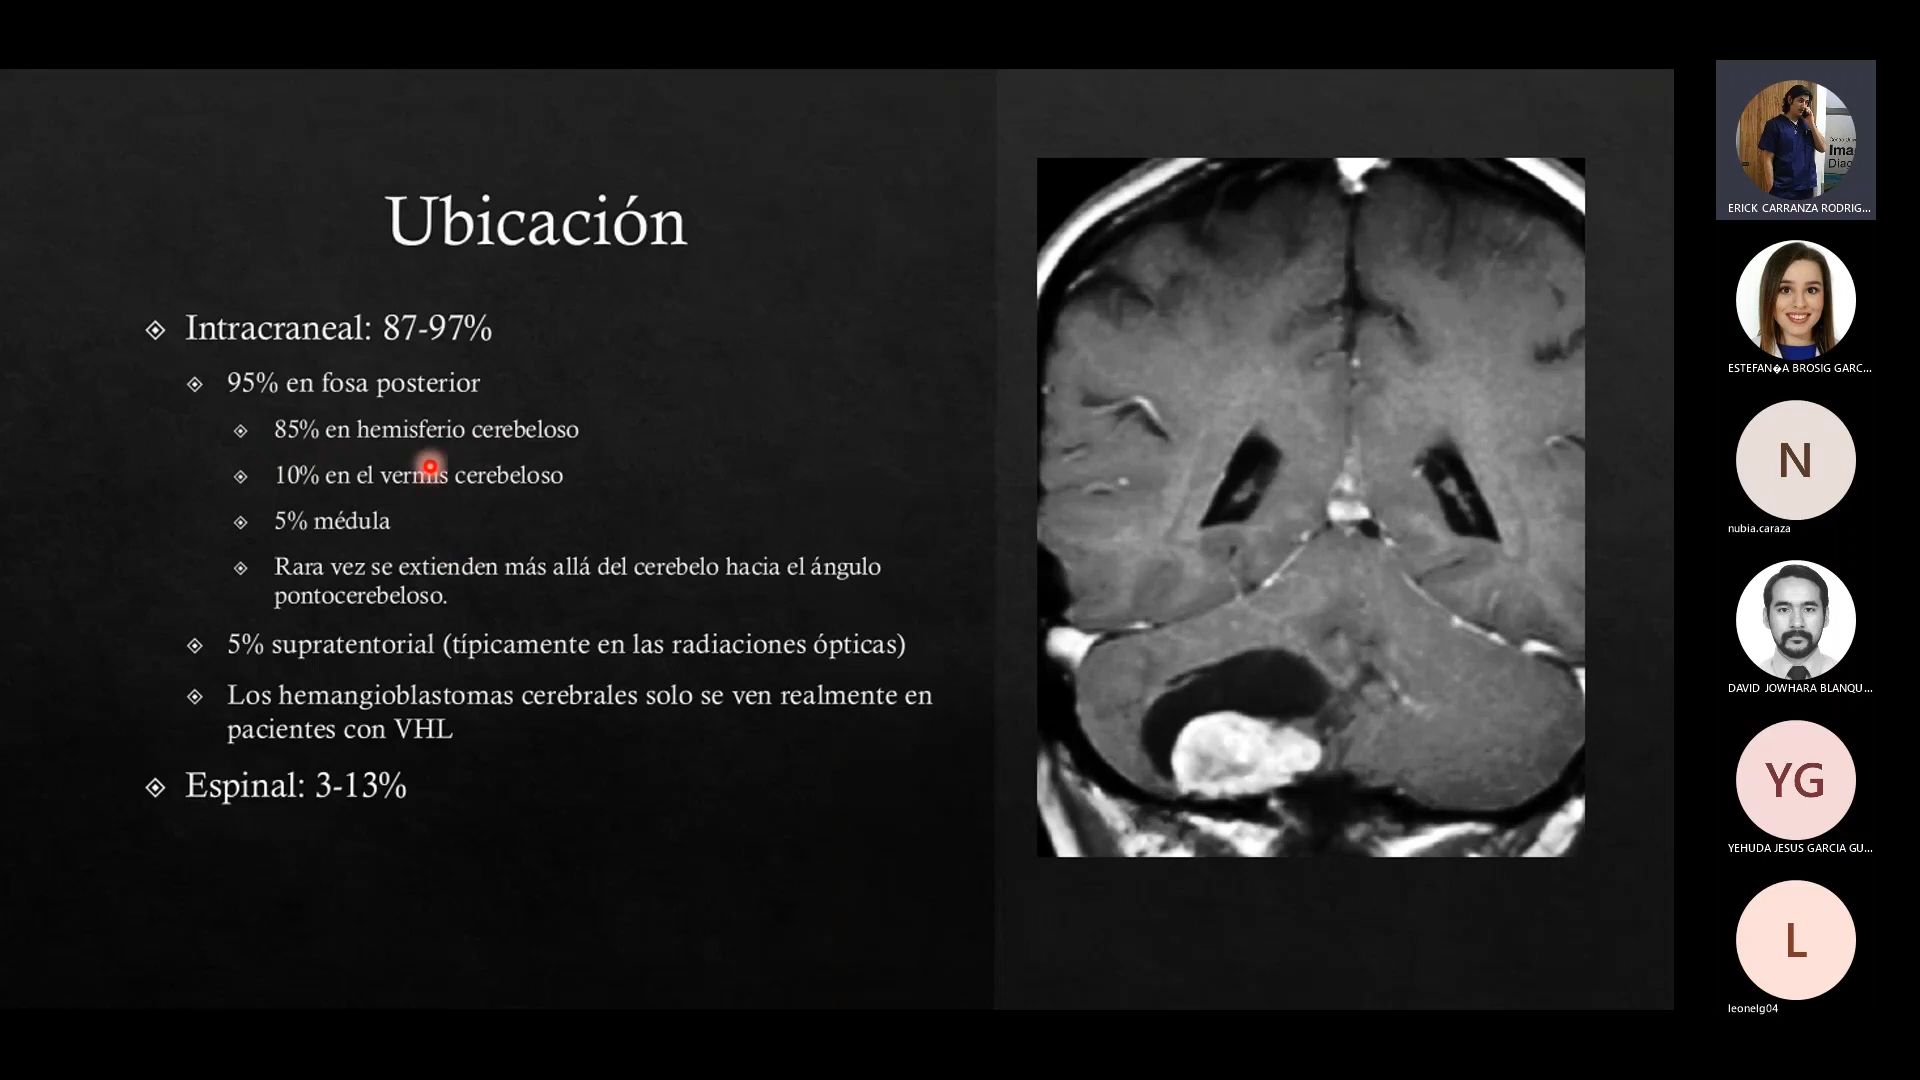 Ubicación
Intracraneal: 87-97%
95% en fosa posterior
85% en hemisferio cerebeloso
10% en el vermis cerebeloso
5% médula
Rara vez se extienden más allá del cerebelo hacia el ángulo
pontocerebeloso.
5% supratentorial (típicamente en las radiaciones ópticas)
Los hemangioblastomas cerebrales solo se ven realmente en
pacientes con VHL
Espinal: 3-13%
Ima
Diag
ERICK CARRANZA RODRIG...
ESTEFAN�A BROSIG GARC...
N
nubia.caraza
DAVID JOWHARA BLANQU...
YG
YEHUDA JESUS GARCIA GU...
L
leonelg04